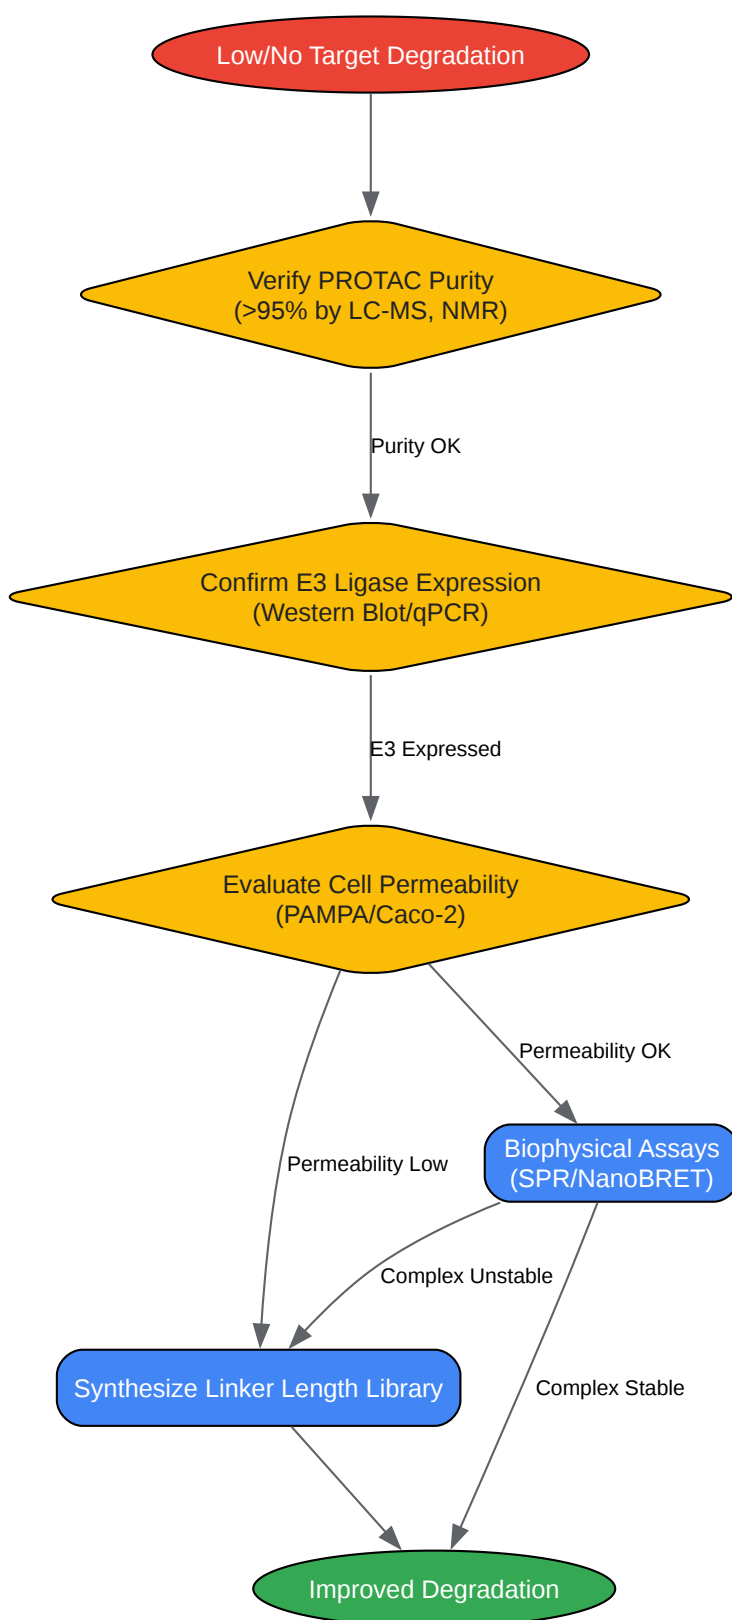 Low/No Target Degradation
Verify PROTAC Purity
(>95% by LC-MS, NMR)
Purity OK
Confirm E3 Ligase Expression
(Western Blot/qPCR)
E3 Expressed
Evaluate Cell Permeability
(PAMPA/Caco-2)
Permeability OK
Biophysical Assays
(SPR/NanoBRET)
Permeability Low
Complex Unstable
Synthesize Linker Length Library
Complex Stable
Improved Degradation